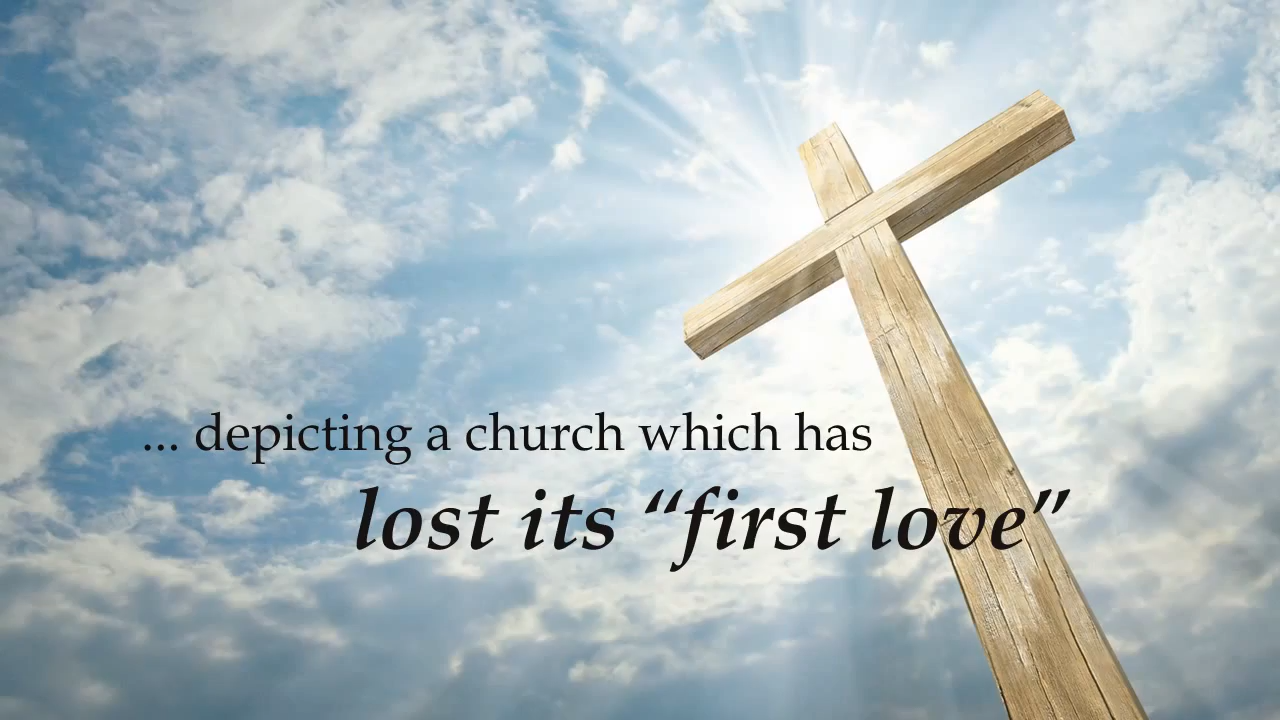 ... depicting a church which has
lost its “first love”